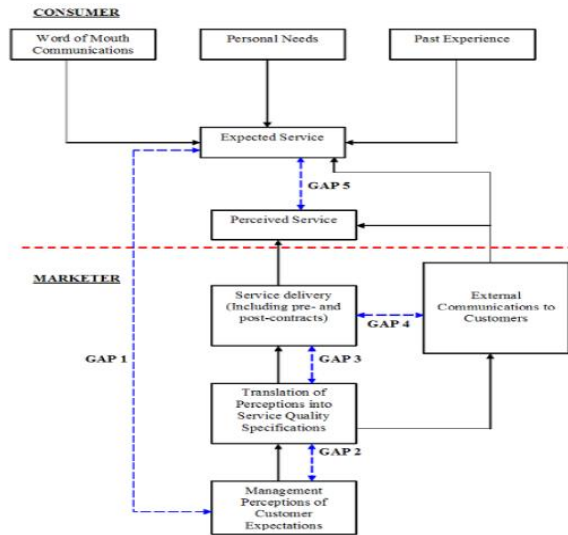 CONSUMER
Word of Mouth
Communications
Personal Needs
Past Experience
Expected Service
GAP 5
Perceived Service
MARKETER
Service delivery
(Including pre- and
post-contracts)
External
Communications to
Customers
GAP 4
GAP 1
GAP 3
Translation of
Perceptions into
Service Quality
Specifications
GAP 2
Management
Perceptions of
Customer
Expectations